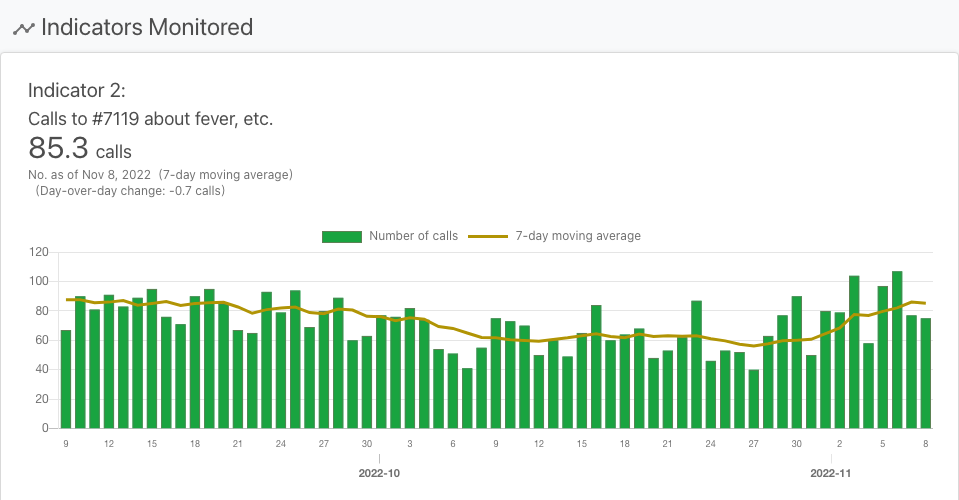 Indicators Monitored
Indicator 2:
Calls to #7119 about fever, etc.
85.3 calls
No. as of Nov 8, 2022 (7-day moving average)
(Day-over-day change: -0.7 calls)
Number of calls 7-day moving average
120
100
80
60
40
20
0
9 12 15 18 21 24 27 30 3 6 9 12 15 18 21 24 27 30 2 5 8
2022-10 2022-11